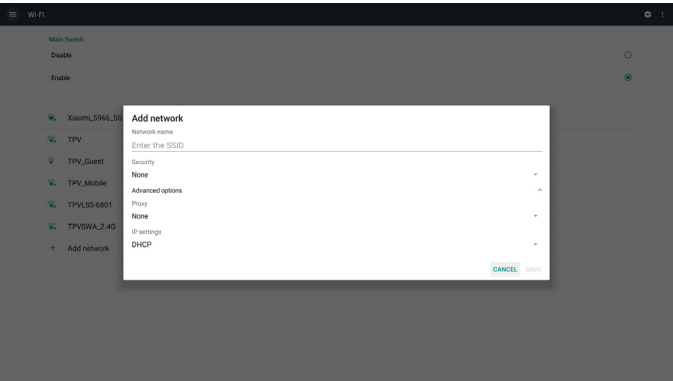 Wi-Fi
Main Switch
Disable
Enable
Xiaomi_5966_5G
TPV
TPV_Guest
TPV_Mobile
TPVLSS-6801
TPVSWA_2.4G
Add network
Add network
Network name
Enter the SSID
Security
None
Advanced options
Proxy
None
IP settings
DHCP
CANCEL SAVE